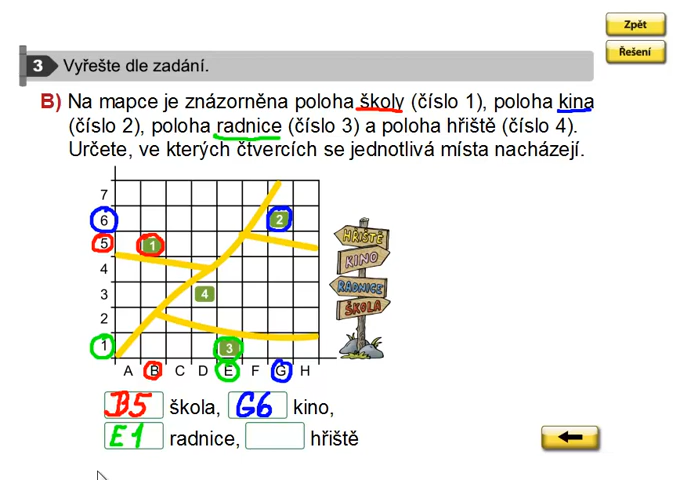 Zpět
Řešení
3 Vyřešte dle zadání.
B) Na mapce je znázorněna poloha školy (číslo 1), poloha kina
(číslo 2), poloha radnice (číslo 3) a poloha hřiště (číslo 4).
Určete, ve kterých čtvercích se jednotlivá místa nacházejí.
7
6 2
5 1
4
3 4
2
1 3
A B C D E F G H
HŘIŠTĚ
KINO
RADNICE
ŠKOLA
B5 škola, G6 kino,
E1 radnice, hřiště